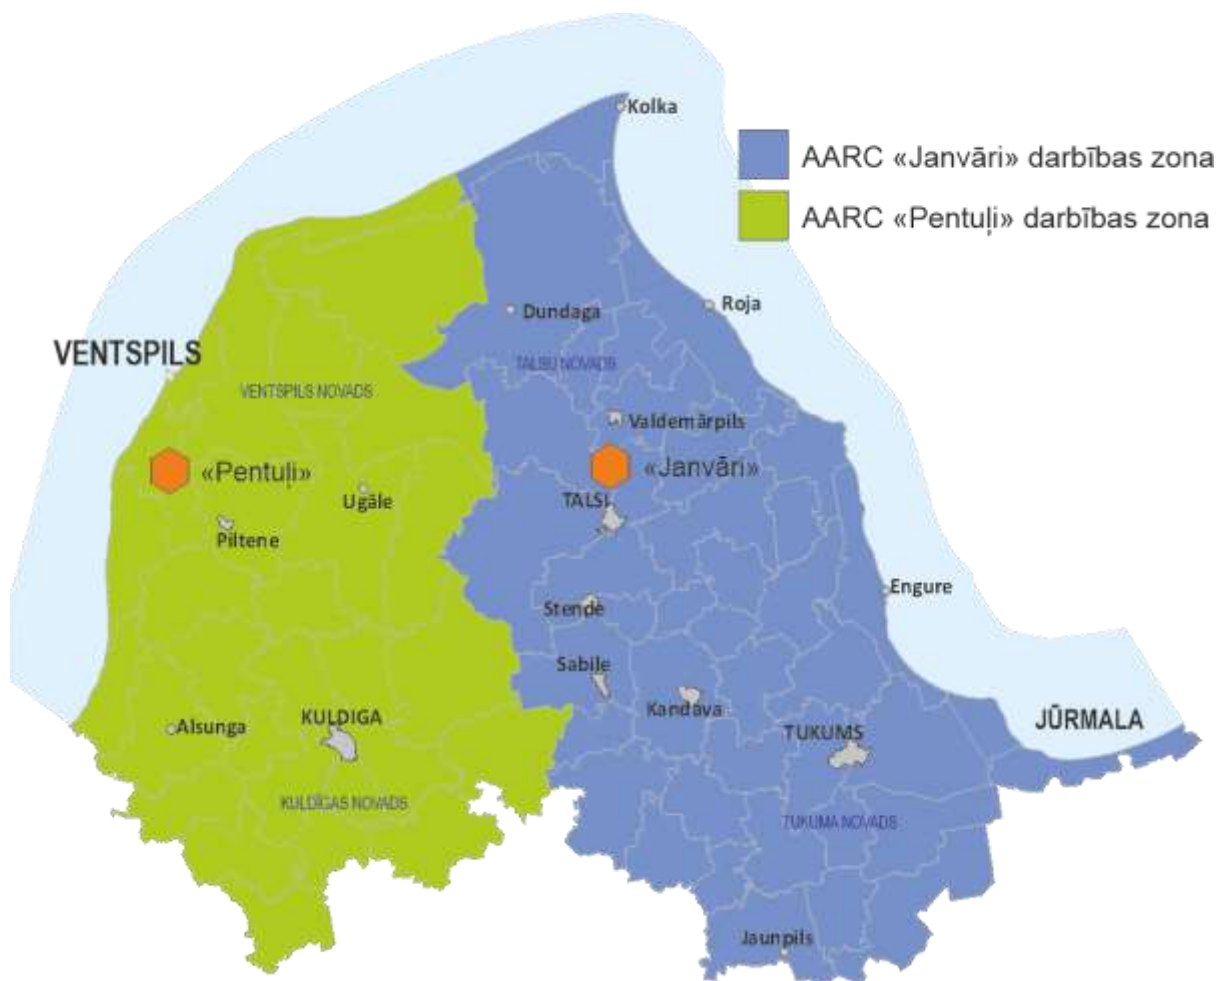 Kolka
AARC «Janvāri» darbības zona
AARC «Pentuļi» darbības zona
Roja
Dundaga
VENTSPILS
TALSU NOVADS
VENTSPILS NOVADS
Valdemārpils
«Pentuļi»
«Janvāri»
Ugāle
TALSI
Piltene
Engure
Stende
Sabile
Kandava
Alsunga
KULDIGA
JŪRMALA
TUKUMS
KULDĪGAS NOVADS
TUKUMA NOVADS
Jaunpils